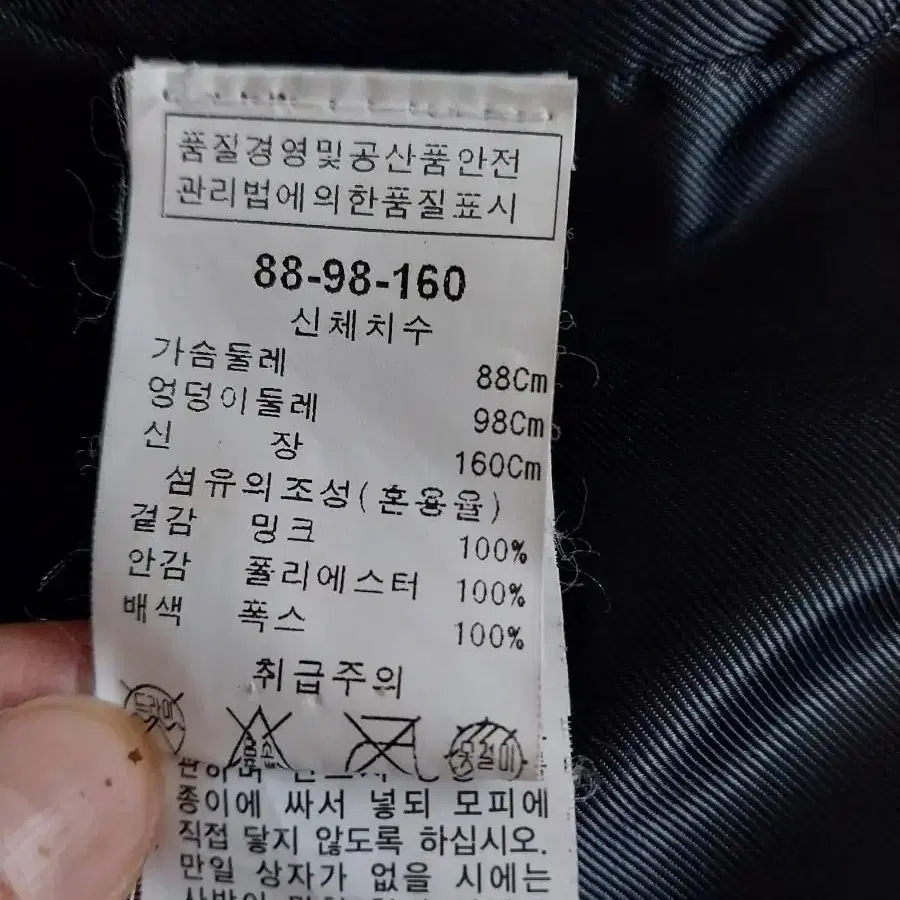 품질경영및공산품안전
관리법에의한품질표시
88-98-160
신체치수
가슴둘레 88Cm
엉덩이둘레 98Cm
신 장 160Cm
섬유의조성(혼용율)
겉감 밍크 100%
안감 폴리에스터 100%
배색 폭스 100%
취급주의
드라이 염소 옷걸이
종이에 싸서 넣되 모피에
직접 닿지 않도록 하십시오.
만일 상자가 없을 시에는